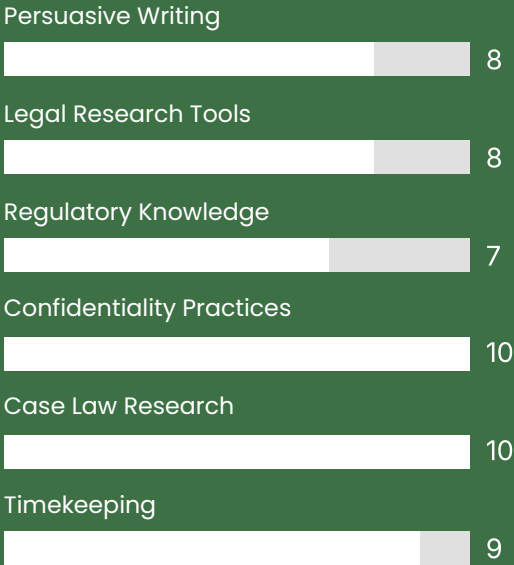 Persuasive Writing
8
Legal Research Tools
8
Regulatory Knowledge
7
Confidentiality Practices
10
Case Law Research
10
Timekeeping
9